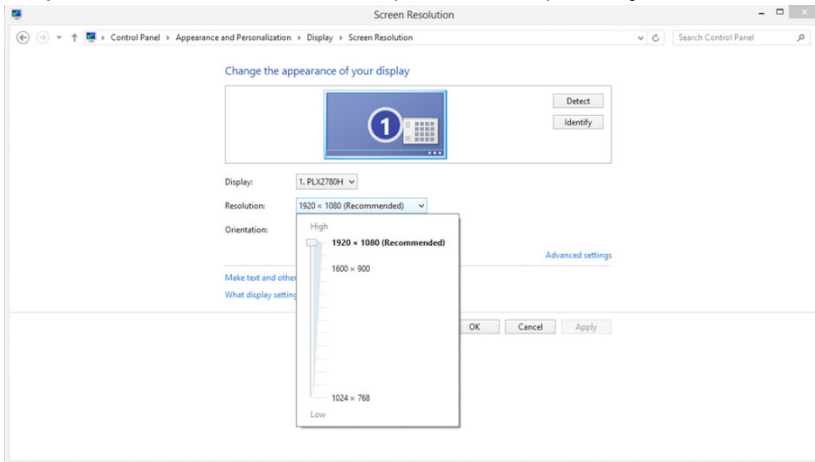 Screen Resolution
Control Panel ▸ Appearance and Personalization ▸ Display ▸ Screen Resolution
Search Control Panel
Change the appearance of your display
1
Detect
Identify
Display: 1. PLX2780H
Resolution: 1920 × 1080 (Recommended)
Orientation:
High
1920 × 1080 (Recommended)
1600 × 900
1024 × 768
Low
Advanced settings
Make text and other
What display setting
OK Cancel Apply